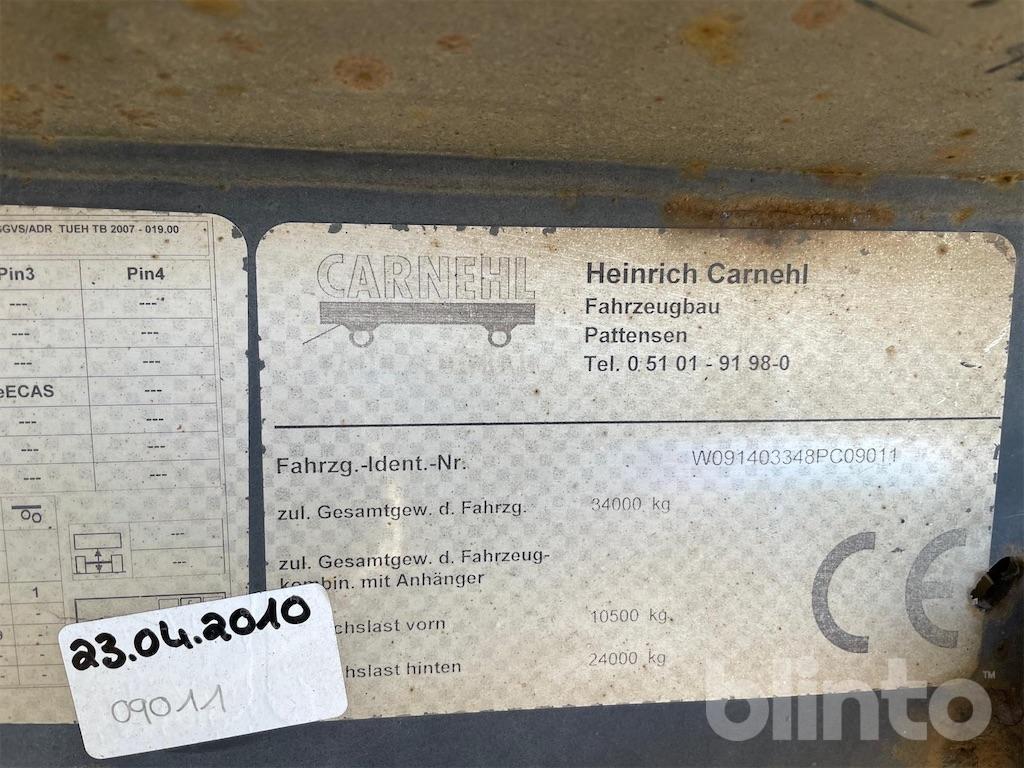 GGVS/ADR TUEH TB 2007 - 019.00
Pin3 Pin4
--- ---
--- ---
--- ---
eECAS ---
--- ---
--- ---
--- ---
---
---
1
CARNEHL
Heinrich Carnehl
Fahrzeugbau
Pattensen
Tel. 0 51 01 - 91 98-0
Fahrzg.-Ident.-Nr. W091403348PC09011
zul. Gesamtgew. d. Fahrzg. 34000 kg
zul. Gesamtgew. d. Fahrzeug-
kombin. mit Anhänger
chslast vorn 10500 kg
chslast hinten 24000 kg
CE
23.04.2010
09011
blinto™